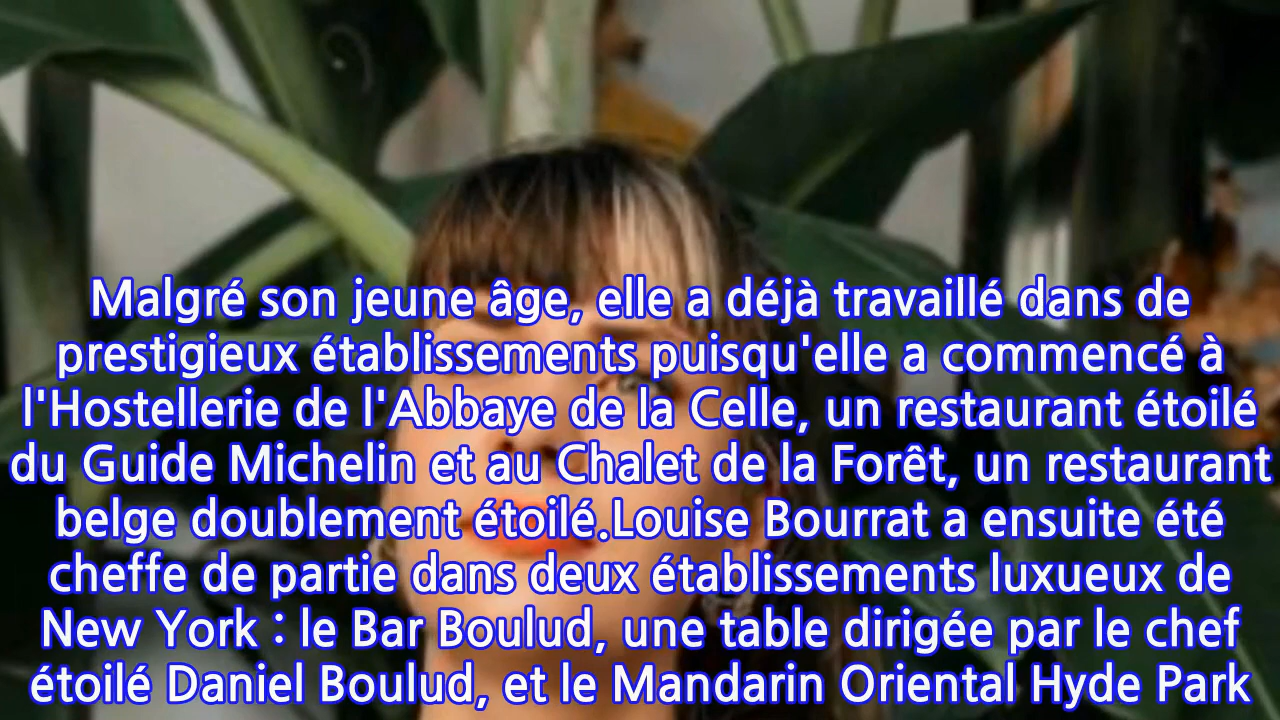 Malgré son jeune âge, elle a déjà travaillé dans de
prestigieux établissements puisqu'elle a commencé à
l'Hostellerie de l'Abbaye de la Celle, un restaurant étoilé
du Guide Michelin et au Chalet de la Forêt, un restaurant
belge doublement étoilé.Louise Bourrat a ensuite été
cheffe de partie dans deux établissements luxueux de
New York : le Bar Boulud, une table dirigée par le chef
étoilé Daniel Boulud, et le Mandarin Oriental Hyde Park